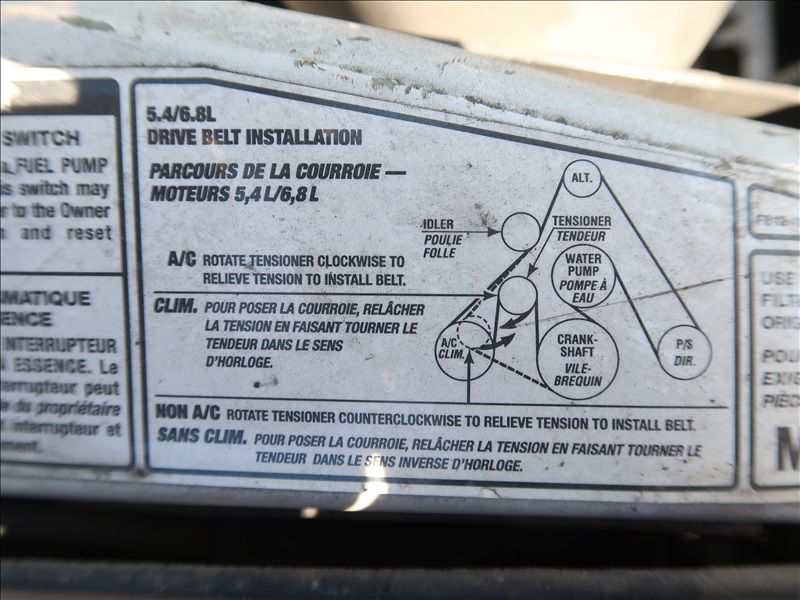 SWITCH
FUEL PUMP
is switch may
to the Owner
and reset
MATIQUE
ENCE
INTERRUPTEUR
ESSENCE. Le
errupteur peut
du propriétaire
interrupteur et
5.4/6.8L
DRIVE BELT INSTALLATION
PARCOURS DE LA COURROIE —
MOTEURS 5,4 L/6,8 L
A/C ROTATE TENSIONER CLOCKWISE TO
RELIEVE TENSION TO INSTALL BELT.
CLIM. POUR POSER LA COURROIE, RELÂCHER
LA TENSION EN FAISANT TOURNER LE
TENDEUR DANS LE SENS
D'HORLOGE.
ALT.
IDLER
POULIE
FOLLE
TENSIONER
TENDEUR
WATER
PUMP
POMPE À
EAU
A/C
CLIM.
CRANK-
SHAFT
VILE-
BREQUIN
P/S
DIR.
NON A/C ROTATE TENSIONER COUNTERCLOCKWISE TO RELIEVE TENSION TO INSTALL BELT.
SANS CLIM. POUR POSER LA COURROIE, RELÂCHER LA TENSION EN FAISANT TOURNER LE
TENDEUR DANS LE SENS INVERSE D'HORLOGE.
USE
FILT
ORIG
POU
EXIG
PIÈC
M